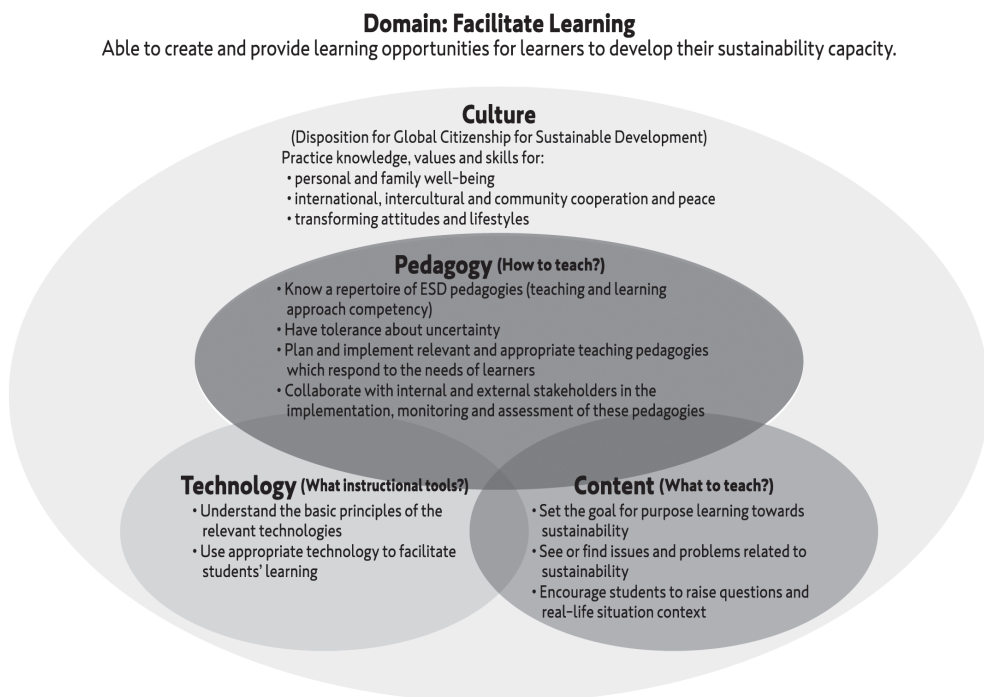 Domain: Facilitate Learning
Able to create and provide learning opportunities for learners to develop their sustainability capacity.
Culture
(Disposition for Global Citizenship for Sustainable Development)
Practice knowledge, values and skills for:
• personal and family well-being
• international, intercultural and community cooperation and peace
• transforming attitudes and lifestyles
Pedagogy (How to teach?)
• Know a repertoire of ESD pedagogies (teaching and learning
approach competency)
• Have tolerance about uncertainty
• Plan and implement relevant and appropriate teaching pedagogies
which respond to the needs of learners
• Collaborate with internal and external stakeholders in the
implementation, monitoring and assessment of these pedagogies
Technology (What instructional tools?)
• Understand the basic principles of the
relevant technologies
• Use appropriate technology to facilitate
students' learning
Content (What to teach?)
• Set the goal for purpose learning towards
sustainability
• See or find issues and problems related to
sustainability
• Encourage students to raise questions and
real-life situation context